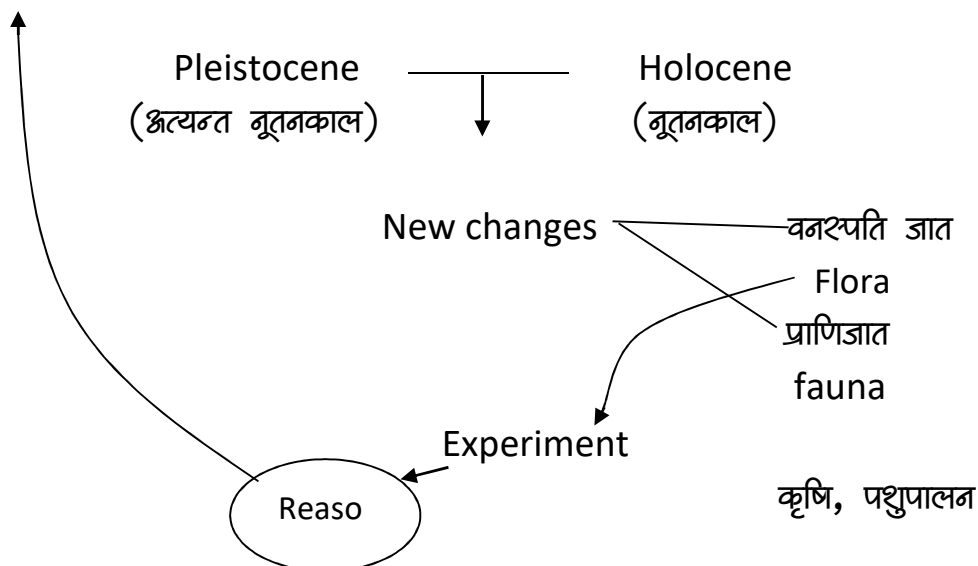 Pleistocene Holocene
(अत्यन्त नूतनकाल) (नूतनकाल)
New changes वनस्पति जात
Flora
प्राणिजात
fauna
Experiment
Reaso
कृषि, पशुपालन